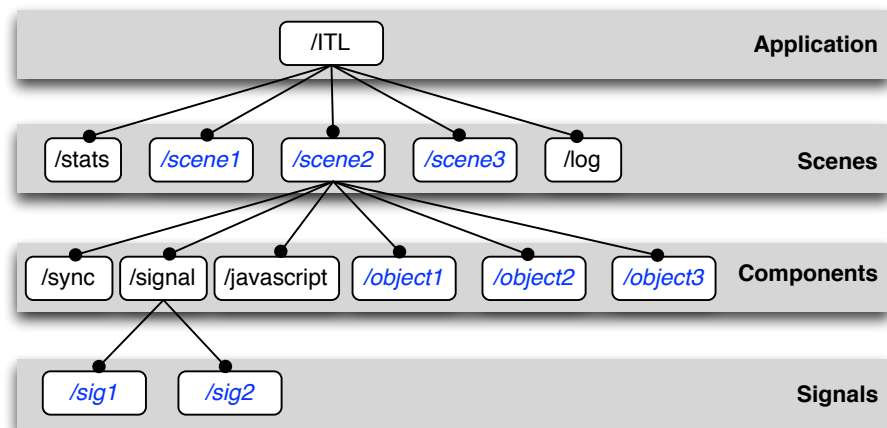 /ITL
Application
/stats /scene1 /scene2 /scene3 /log
Scenes
/sync /signal /javascript /object1 /object2 /object3
Components
/sig1 /sig2
Signals